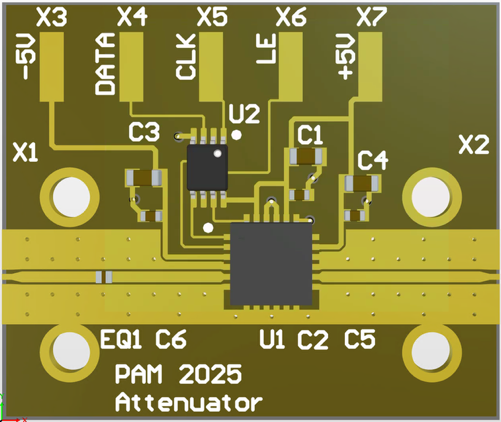 X3 X4 X5 X6 X7
-5V DATA CLK LE +5V
U2
C3 C1
X1 X2
C4
EQ1 C6 U1 C2 C5
PAM 2025
Attenuator